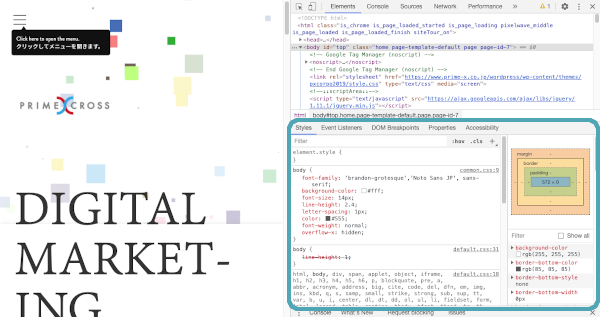 Click here to open the menu.
クリックしてメニューを開きます。
PRIME CROSS
DIGITAL
MARKET-
ING
Elements Console Sources Network Performance » 6
<!DOCTYPE html>
<html class="is_chrome is_page_loaded_started is_page_loading pixelwave_middle
is_page_loaded is_page_loaded_finish siteTour_on">
▸<head>…</head>
…▾<body id="top" class="home page-template-default page page-id-7"> == $0
<!-- Google Tag Manager (noscript) -->
▸<noscript>…</noscript>
<!-- End Google Tag Manager (noscript) -->
<link rel="stylesheet" href="https://www.prime-x.co.jp/wordpress/wp-content/themes/
pxcorpo2019/style.css" type="text/css" media="screen">
<!--↓↓↓scriptArea↓↓↓-->
<script type="text/javascript" src="https://ajax.googleapis.com/ajax/libs/jquery/
1.11.1/jquery.min.js"></script>
html body#top.home.page-template-default.page.page-id-7
Styles Event Listeners DOM Breakpoints Properties Accessibility
Filter :hov .cls +
element.style {
}
body { common.css:9
font-family: 'brandon-grotesque','Noto Sans JP', sans-
serif;
background-color: #fff;
font-size: 14px;
line-height: 2.4;
letter-spacing: 1px;
color: #555;
font-weight: normal;
overflow-x: hidden;
}
body { default.css:31
line-height: 1;
}
html, body, div, span, applet, object, iframe, default.css:18
h1, h2, h3, h4, h5, h6, p, blockquote, pre, a,
abbr, acronym, address, big, cite, code, del, dfn, em, img,
ins, kbd, q, s, samp, small, strike, strong, sub, sup, tt,
var, b, u, i, center, dl, dt, dd, ol, ul, li, fieldset, form,
margin
border
padding
572 × 0
Filter Show all
▸background-color
rgb(255, 255, 255)
▸border-bottom-color
rgb(85, 85, 85)
▸border-bottom-style
none
▸border-bottom-width
0px
Console What's New Request blocking Issues